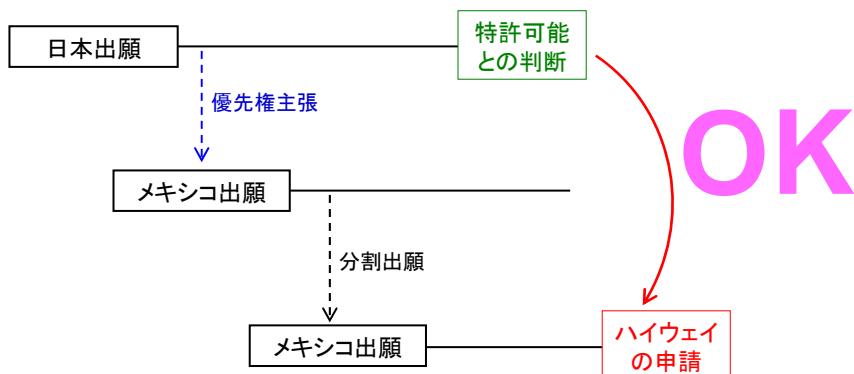 日本出願
特許可能
との判断
優先権主張
OK
メキシコ出願
分割出願
メキシコ出願
ハイウェイ
の申請